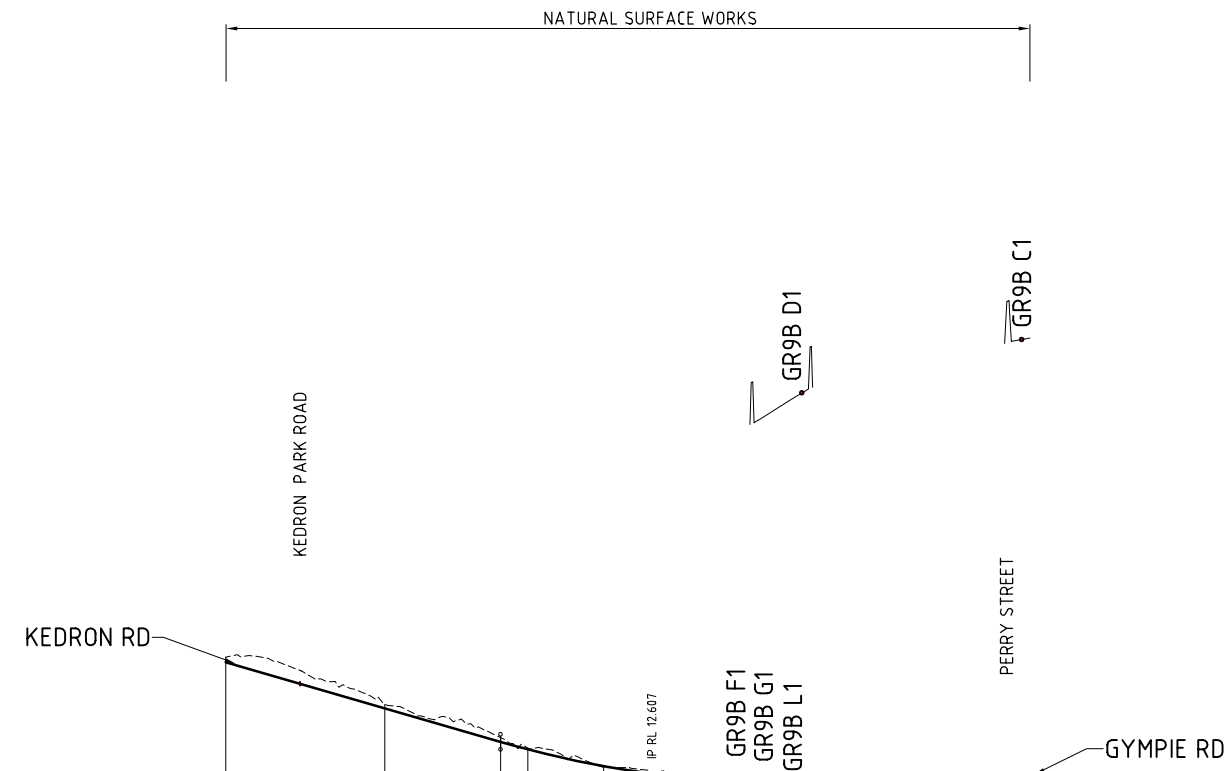 NATURAL SURFACE WORKS
GR9B C1
GR9B D1
KEDRON PARK ROAD
PERRY STREET
KEDRON RD
IP RL 12.607
GR9B F1
GR9B G1
GR9B L1
GYMPIE RD